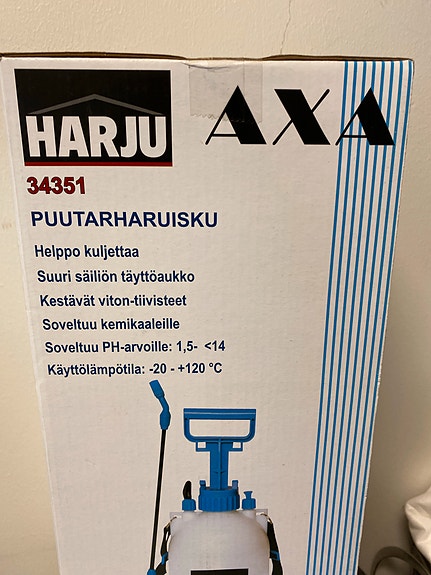 HARJU
AXA
34351
PUUTARHARUISKU
Helppo kuljettaa
Suuri säiliön täyttöaukko
Kestävät viton-tiivisteet
Soveltuu kemikaaleille
Soveltuu PH-arvoille: 1,5- <14
Käyttölämpötila: -20 - +120 °C